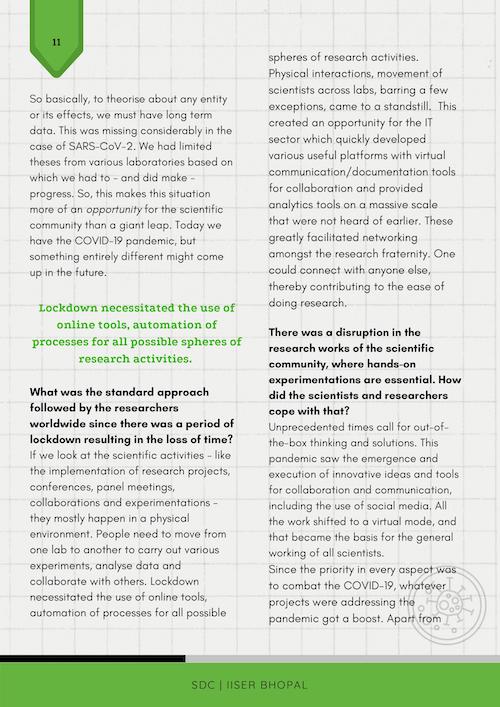 11
So basically, to theorise about any entity
or its effects, we must have long term
data. This was missing considerably in the
case of SARS-CoV-2. We had limited
theses from various laboratories based on
which we had to - and did make -
progress. So, this makes this situation
more of an opportunity for the scientific
community than a giant leap. Today we
have the COVID-19 pandemic, but
something entirely different might come
up in the future.
Lockdown necessitated the use of
online tools, automation of
processes for all possible spheres of
research activities.
What was the standard approach
followed by the researchers
worldwide since there was a period of
lockdown resulting in the loss of time?
If we look at the scientific activities - like
the implementation of research projects,
conferences, panel meetings,
collaborations and experimentations -
they mostly happen in a physical
environment. People need to move from
one lab to another to carry out various
experiments, analyse data and
collaborate with others. Lockdown
necessitated the use of online tools,
automation of processes for all possible
spheres of research activities.
Physical interactions, movement of
scientists across labs, barring a few
exceptions, came to a standstill. This
created an opportunity for the IT
sector which quickly developed
various useful platforms with virtual
communication/documentation tools
for collaboration and provided
analytics tools on a massive scale
that were not heard of earlier. These
greatly facilitated networking
amongst the research fraternity. One
could connect with anyone else,
thereby contributing to the ease of
doing research.
There was a disruption in the
research works of the scientific
community, where hands-on
experimentations are essential. How
did the scientists and researchers
cope with that?
Unprecedented times call for out-of-
the-box thinking and solutions. This
pandemic saw the emergence and
execution of innovative ideas and tools
for collaboration and communication,
including the use of social media. All
the work shifted to a virtual mode, and
that became the basis for the general
working of all scientists.
Since the priority in every aspect was
to combat the COVID-19, whatever
projects were addressing the
pandemic got a boost. Apart from
SDC | IISER BHOPAL